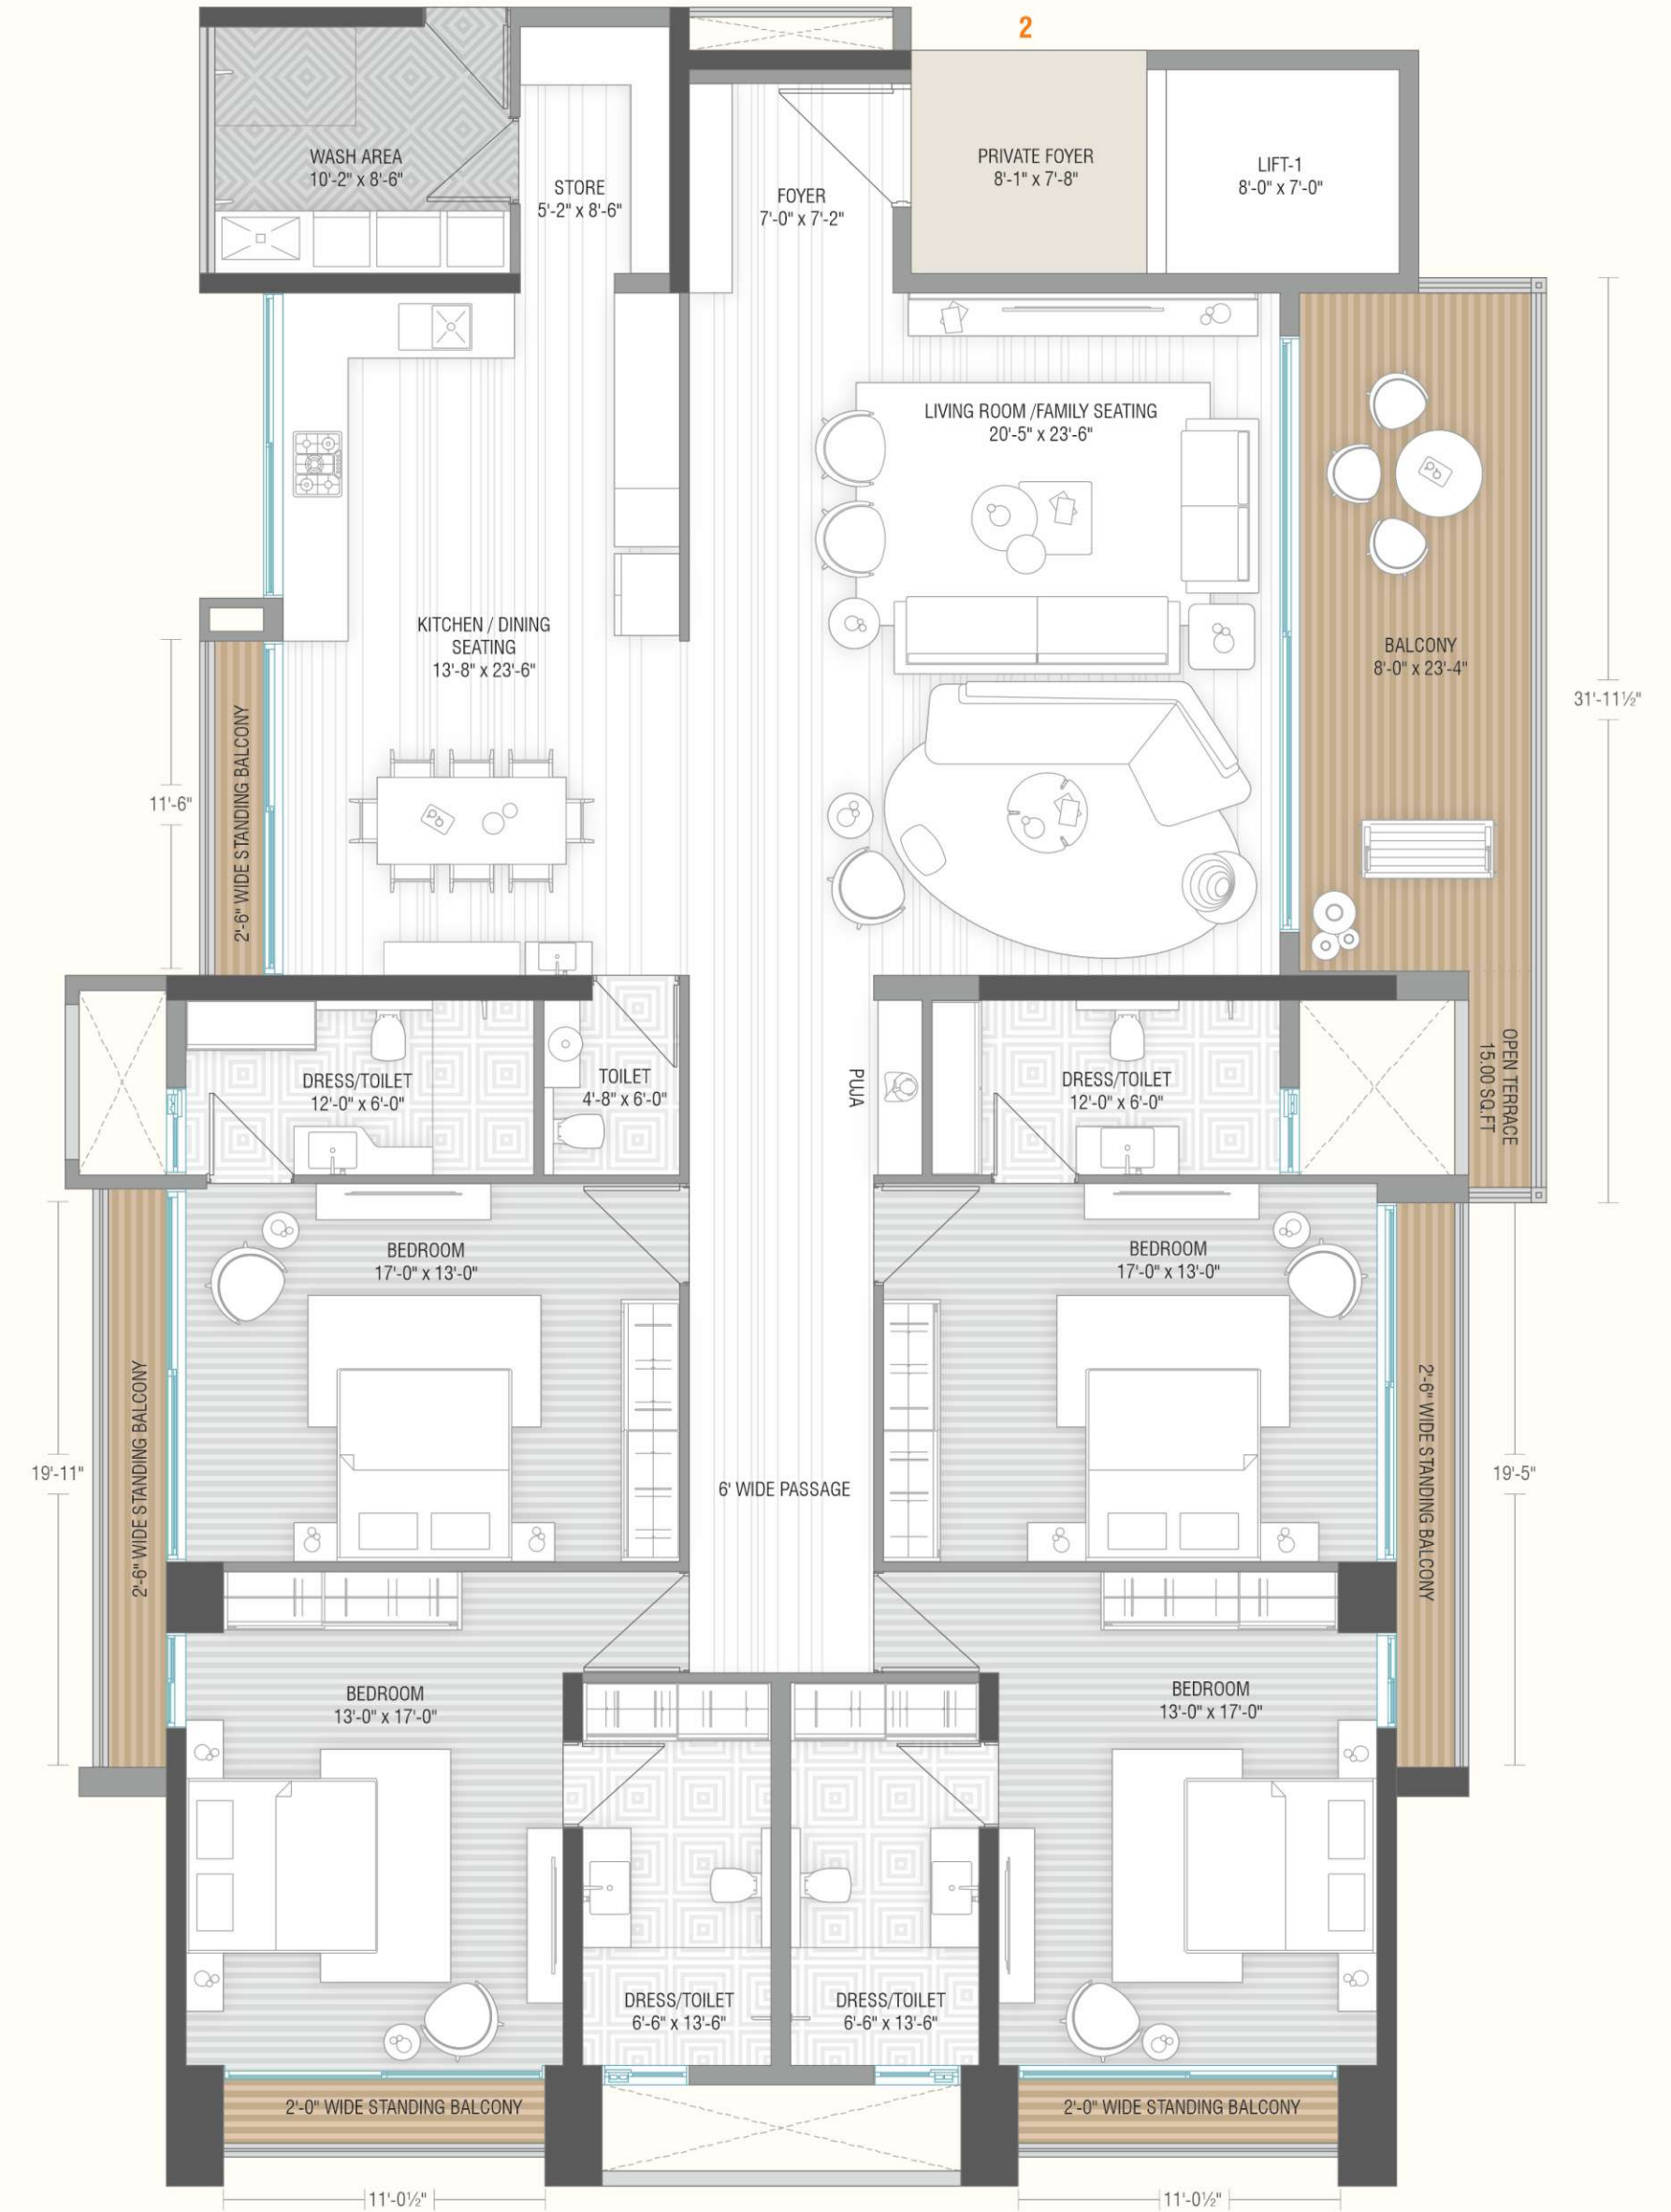 2
WASH AREA
10'-2" x 8'-6"
STORE
5'-2" x 8'-6"
FOYER
7'-0" x 7'-2"
PRIVATE FOYER
8'-1" x 7'-8"
LIFT-1
8'-0" x 7'-0"
LIVING ROOM /FAMILY SEATING
20'-5" x 23'-6"
KITCHEN / DINING
SEATING
13'-8" x 23'-6"
BALCONY
8'-0" x 23'-4"
31'-11½"
11'-6"
2'-6" WIDE STANDING BALCONY
DRESS/TOILET
12'-0" x 6'-0"
TOILET
4'-8" x 6'-0"
PUJA
DRESS/TOILET
12'-0" x 6'-0"
OPEN TERRACE
15.00 SQ.FT
BEDROOM
17'-0" x 13'-0"
BEDROOM
17'-0" x 13'-0"
19'-11"
2'-6" WIDE STANDING BALCONY
6' WIDE PASSAGE
2'-6" WIDE STANDING BALCONY
19'-5"
BEDROOM
13'-0" x 17'-0"
BEDROOM
13'-0" x 17'-0"
DRESS/TOILET
6'-6" x 13'-6"
DRESS/TOILET
6'-6" x 13'-6"
2'-0" WIDE STANDING BALCONY
2'-0" WIDE STANDING BALCONY
11'-0½"
11'-0½"